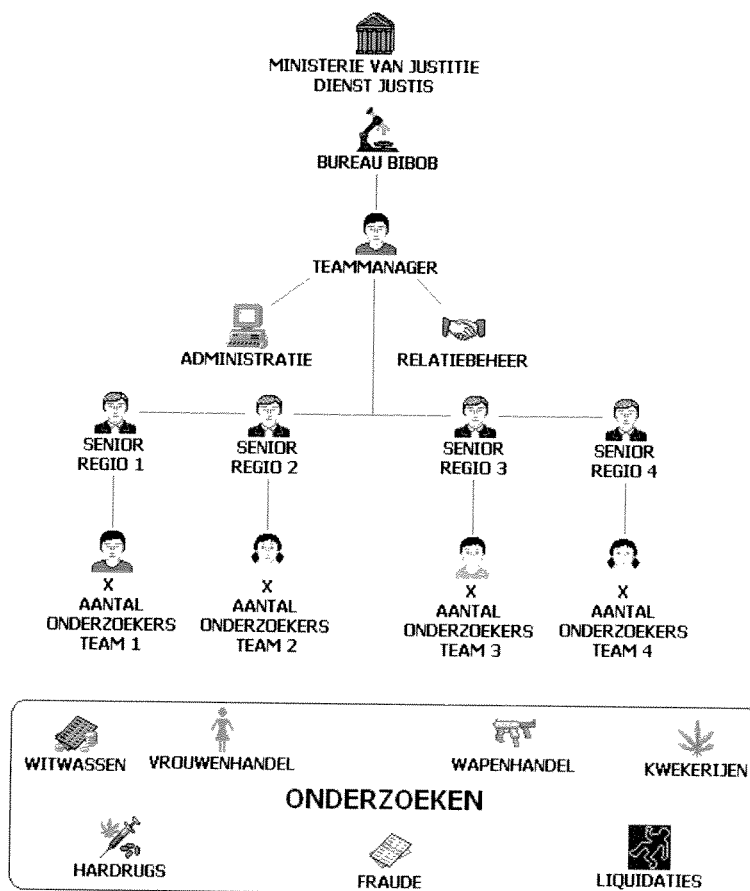 MINISTERIE VAN JUSTITIE
DIENST JUSTIS
BUREAU BIBOB
TEAMMANAGER
ADMINISTRATIE
RELATIEBEHEER
SENIOR
REGIO 1
SENIOR
REGIO 2
SENIOR
REGIO 3
SENIOR
REGIO 4
X
AANTAL
ONDERZOEKERS
TEAM 1
X
AANTAL
ONDERZOEKERS
TEAM 2
X
AANTAL
ONDERZOEKERS
TEAM 3
X
AANTAL
ONDERZOEKERS
TEAM 4
WITWASSEN
VROUWENHANDEL
WAPENHANDEL
KWEKERIJEN
ONDERZOEKEN
HARDRUGS
FRAUDE
LIQUIDATIES